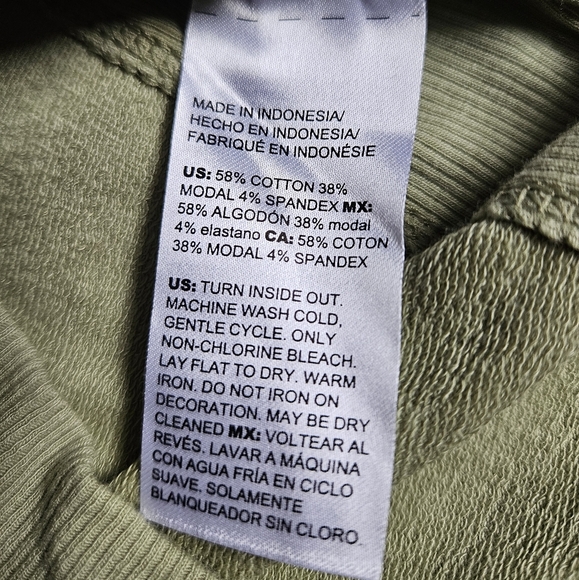 MADE IN INDONESIA/
HECHO EN INDONESIA/
FABRIQUÉ EN INDONÉSIE
US: 58% COTTON 38%
MODAL 4% SPANDEX MX:
58% ALGODÓN 38% modal
4% elastano CA: 58% COTON
38% MODAL 4% SPANDEX
US: TURN INSIDE OUT.
MACHINE WASH COLD,
GENTLE CYCLE. ONLY
NON-CHLORINE BLEACH.
LAY FLAT TO DRY. WARM
IRON. DO NOT IRON ON
DECORATION. MAY BE DRY
CLEANED MX: VOLTEAR AL
REVÉS. LAVAR A MÁQUINA
CON AGUA FRÍA EN CICLO
SUAVE. SOLAMENTE
BLANQUEADOR SIN CLORO.